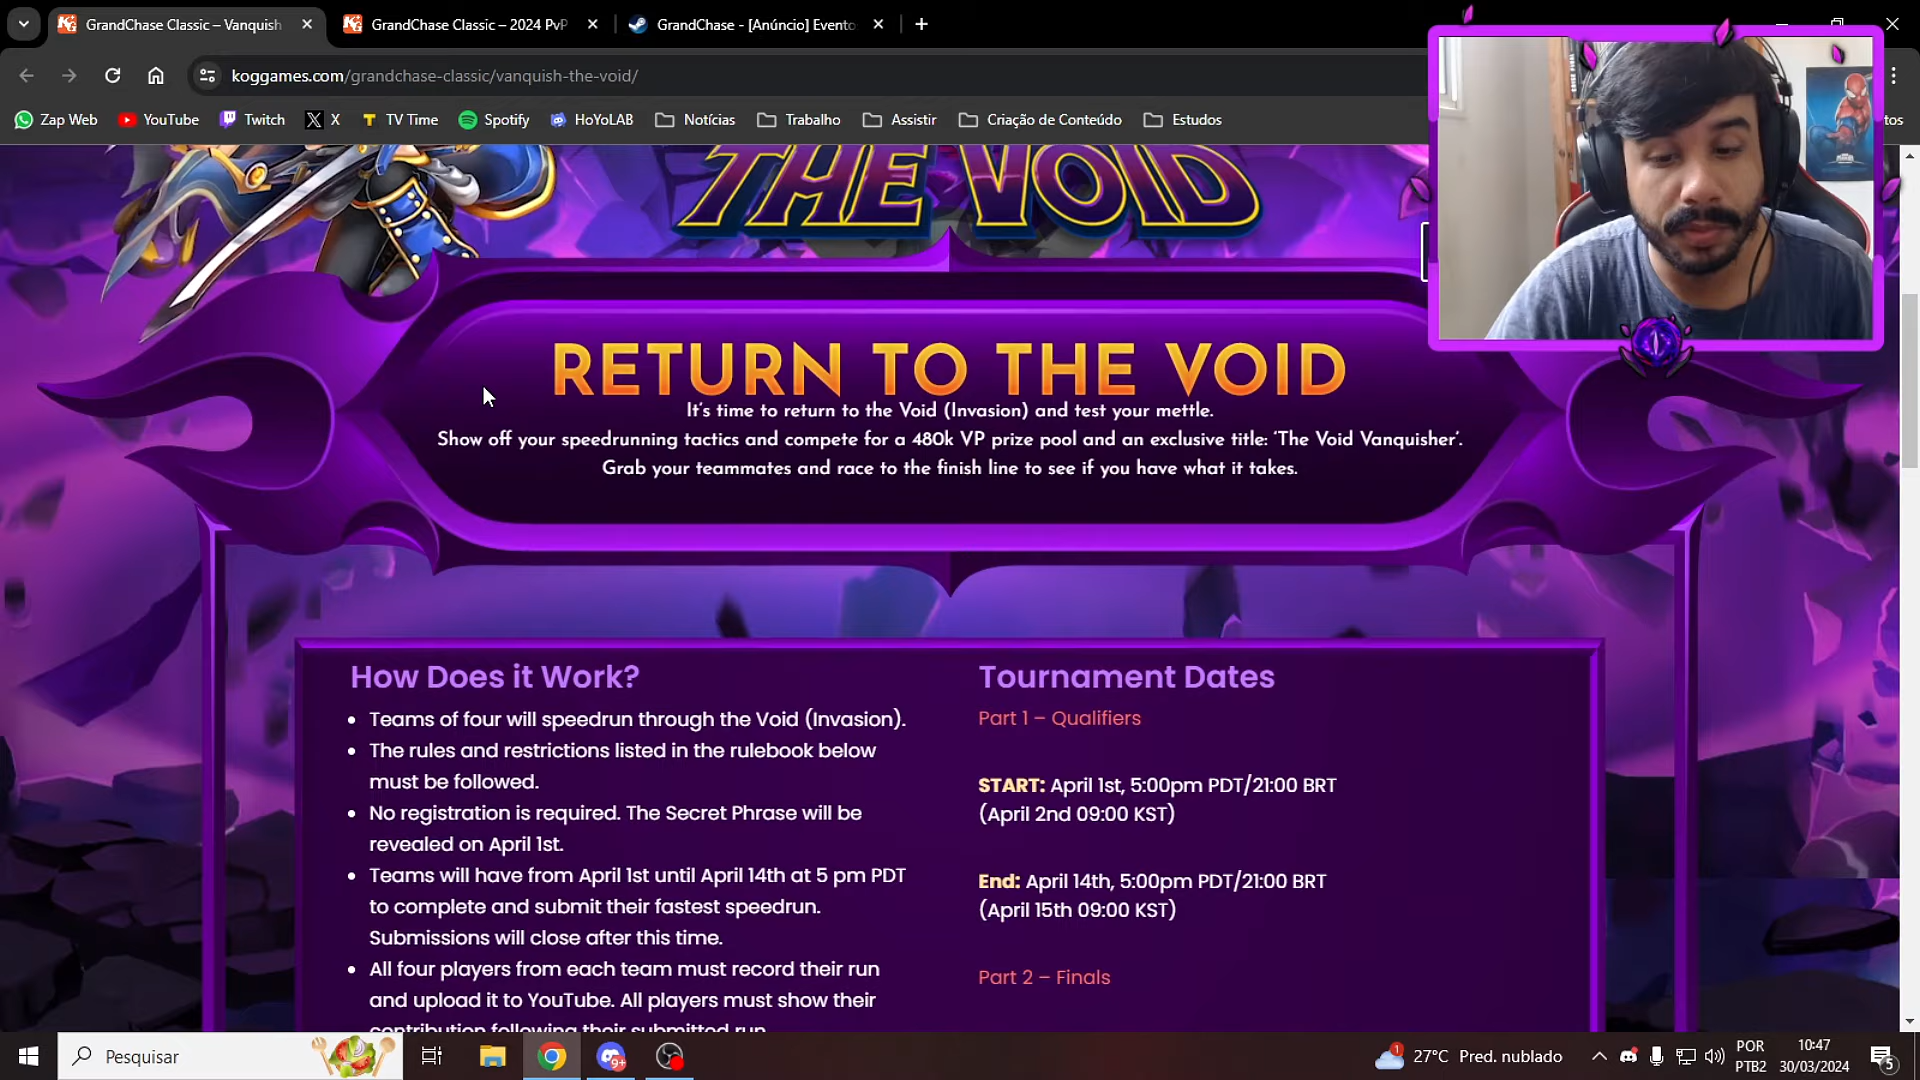 GrandChase Classic – Vanquish
GrandChase Classic – 2024 PvP
GrandChase - [Anúncio] Evento
koggames.com/grandchase-classic/vanquish-the-void/
Zap Web
YouTube
Twitch
X
TV Time
Spotify
HoYoLAB
Notícias
Trabalho
Assistir
Criação de Conteúdo
Estudos
THE VOID
RETURN TO THE VOID
It's time to return to the Void (Invasion) and test your mettle.
Show off your speedrunning tactics and compete for a 480k VP prize pool and an exclusive title: 'The Void Vanquisher'.
Grab your teammates and race to the finish line to see if you have what it takes.
How Does it Work?
• Teams of four will speedrun through the Void (Invasion).
• The rules and restrictions listed in the rulebook below
must be followed.
• No registration is required. The Secret Phrase will be
revealed on April 1st.
• Teams will have from April 1st until April 14th at 5 pm PDT
to complete and submit their fastest speedrun.
Submissions will close after this time.
• All four players from each team must record their run
and upload it to YouTube. All players must show their
contribution following their submitted run
Tournament Dates
Part 1 – Qualifiers
START: April 1st, 5:00pm PDT/21:00 BRT
(April 2nd 09:00 KST)
End: April 14th, 5:00pm PDT/21:00 BRT
(April 15th 09:00 KST)
Part 2 – Finals
Pesquisar
9+
1
27°C Pred. nublado
POR
PTB2
10:47
30/03/2024
5